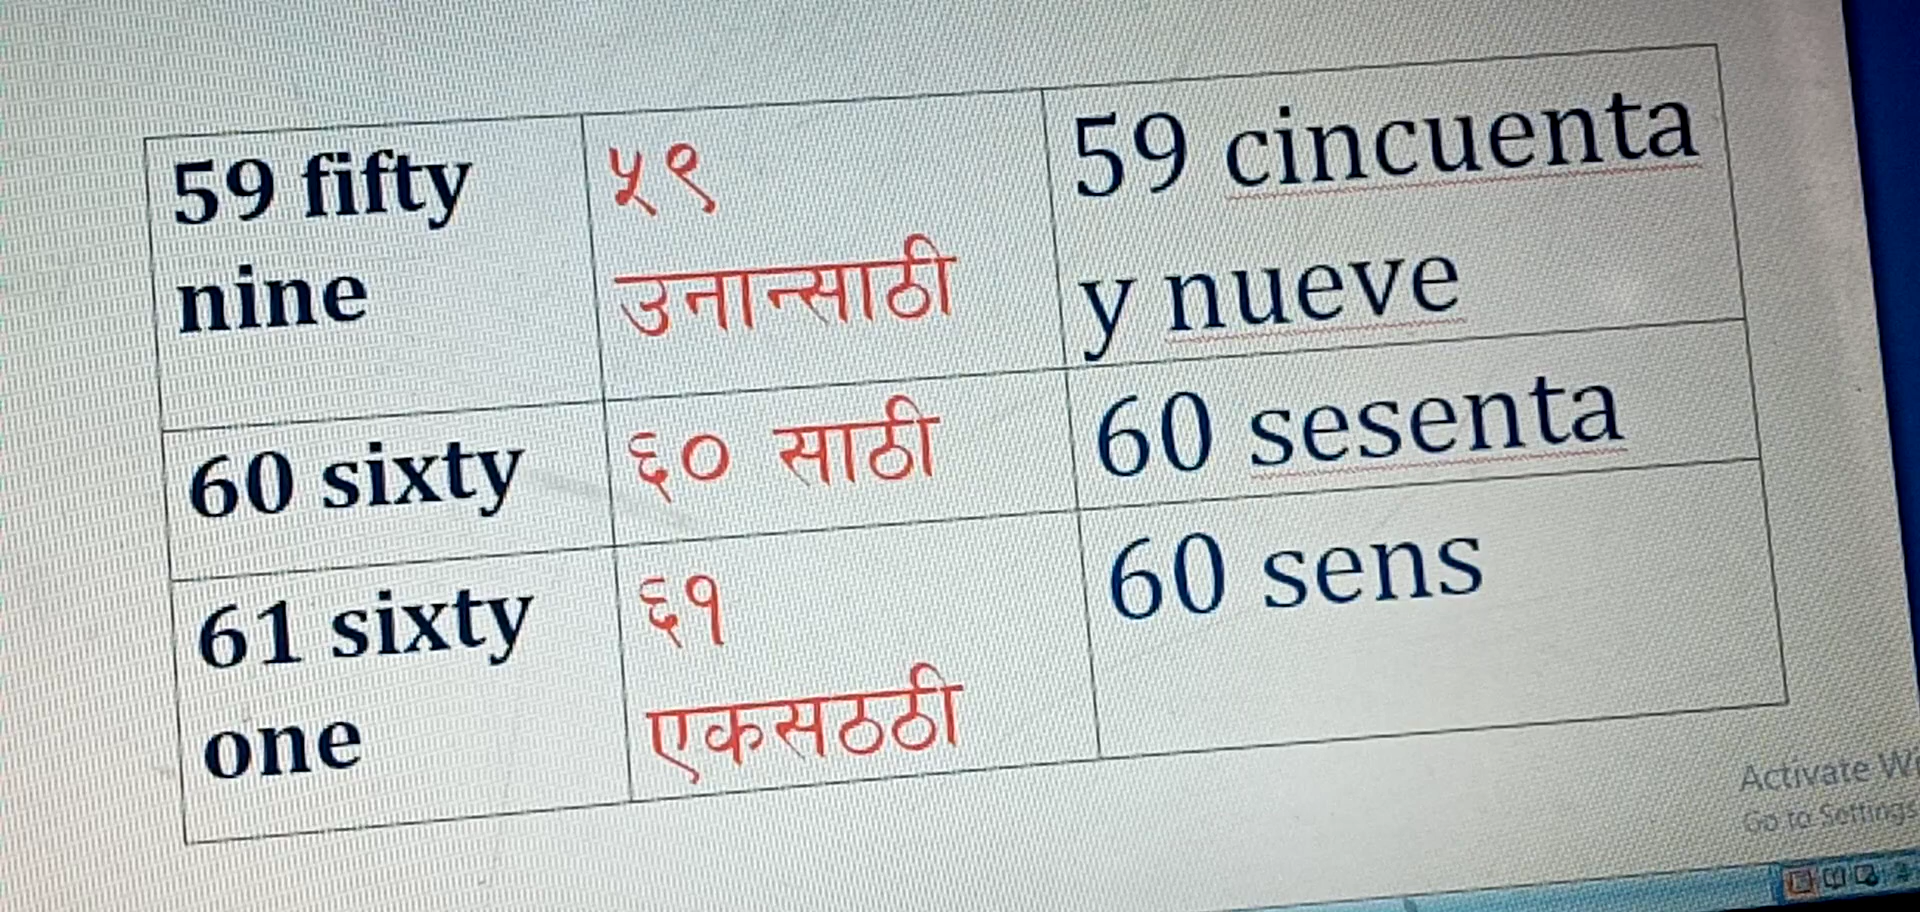 59 fifty
nine
५९
उनान्साठी
59 cincuenta
y nueve
60 sixty
६० साठी
60 sesenta
61 sixty
one
६१
एकसठठी
60 sens
Activate
Go to Settings